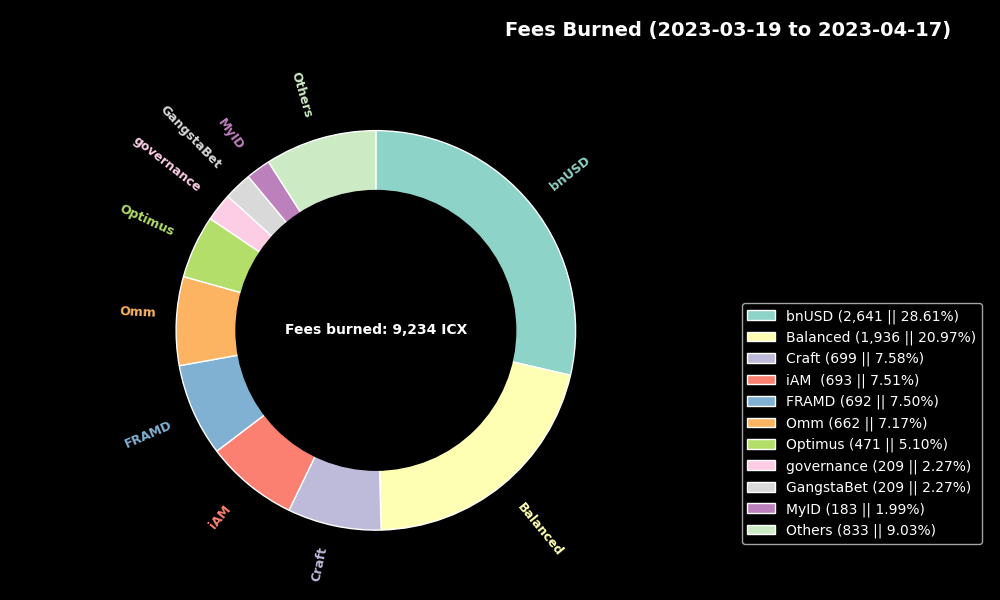 Fees Burned (2023-03-19 to 2023-04-17)
Others
MyID
GangstaBet
governance
bnUSD
Optimus
Omm
Fees burned: 9,234 ICX
FRAMD
iAM
Craft
Balanced
bnUSD (2,641 || 28.61%)
Balanced (1,936 || 20.97%)
Craft (699 || 7.58%)
iAM  (693 || 7.51%)
FRAMD (692 || 7.50%)
Omm (662 || 7.17%)
Optimus (471 || 5.10%)
governance (209 || 2.27%)
GangstaBet (209 || 2.27%)
MyID (183 || 1.99%)
Others (833 || 9.03%)